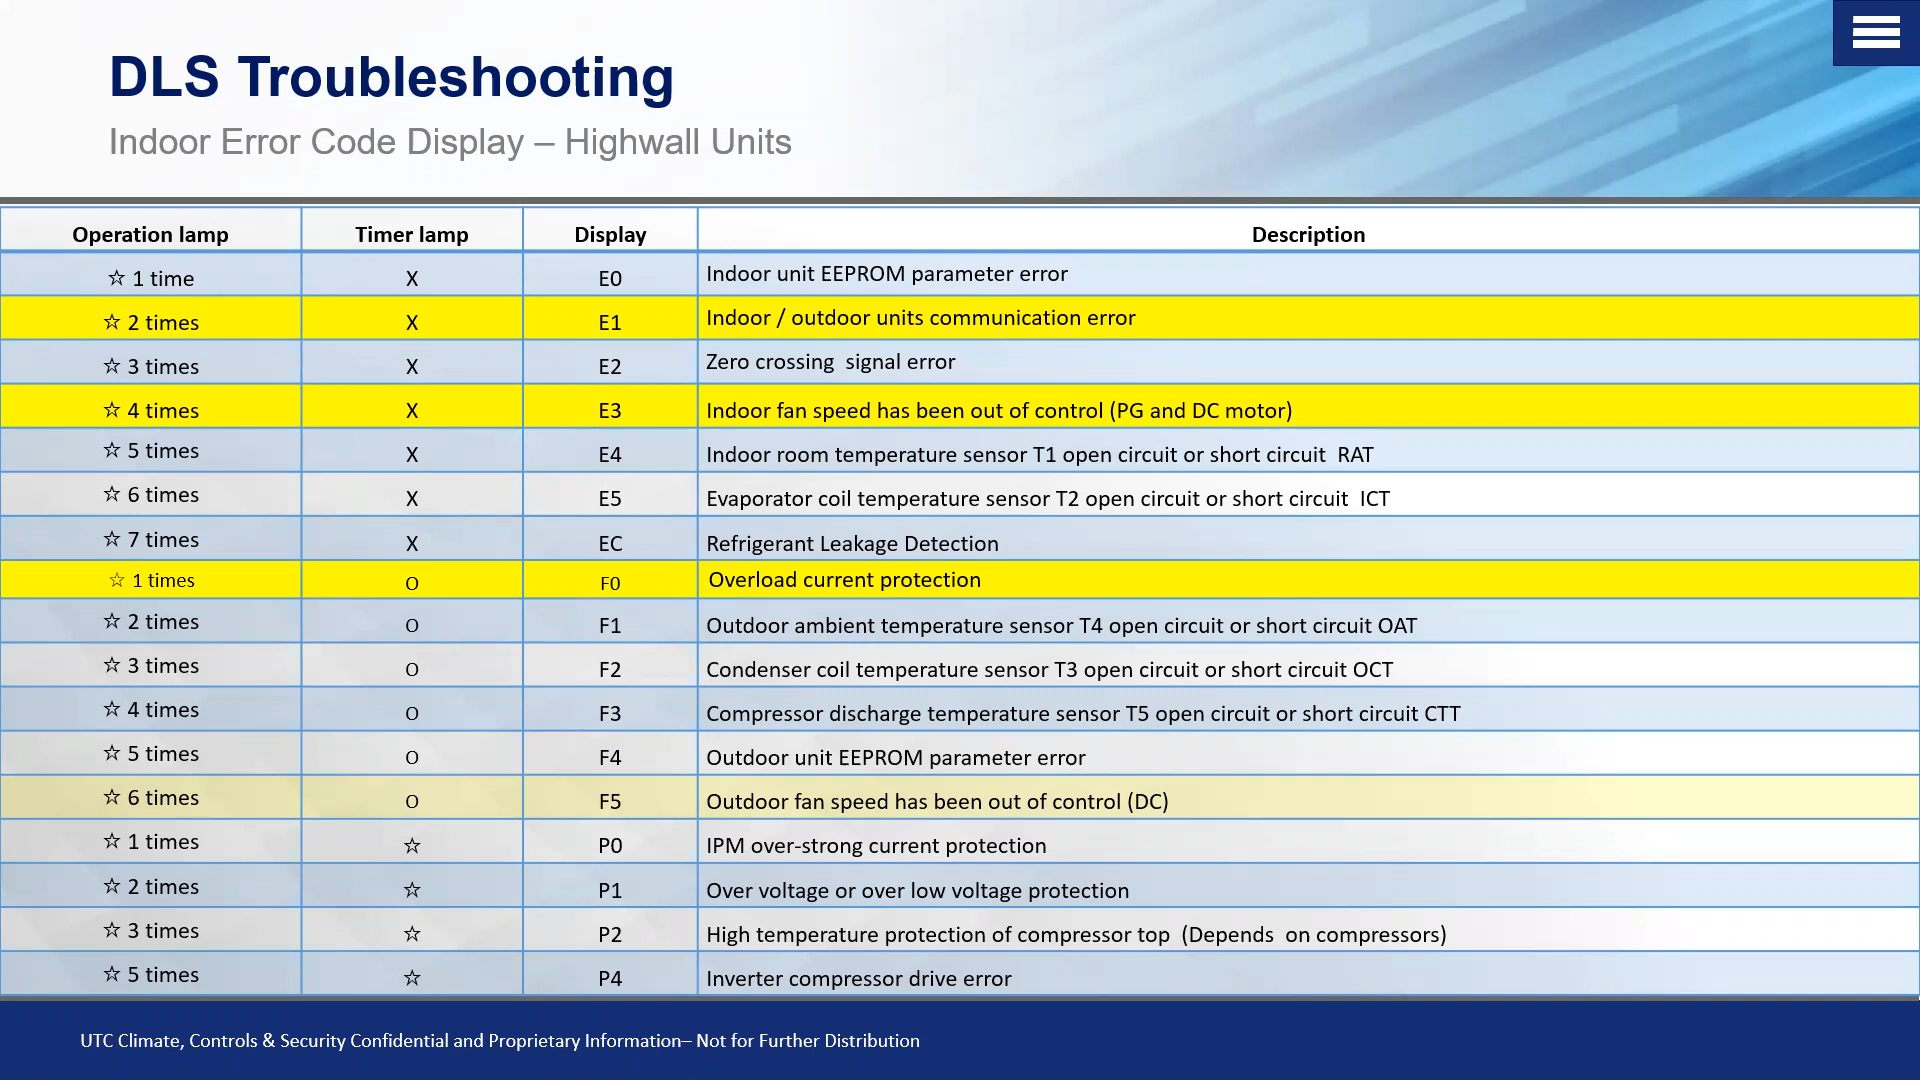 DLS Troubleshooting
Indoor Error Code Display – Highwall Units
Operation lamp Timer lamp Display Description
☆ 1 time X E0 Indoor unit EEPROM parameter error
☆ 2 times X E1 Indoor / outdoor units communication error
☆ 3 times X E2 Zero crossing  signal error
☆ 4 times X E3 Indoor fan speed has been out of control (PG and DC motor)
☆ 5 times X E4 Indoor room temperature sensor T1 open circuit or short circuit  RAT
☆ 6 times X E5 Evaporator coil temperature sensor T2 open circuit or short circuit  ICT
☆ 7 times X EC Refrigerant Leakage Detection
☆ 1 times O F0 Overload current protection
☆ 2 times O F1 Outdoor ambient temperature sensor T4 open circuit or short circuit OAT
☆ 3 times O F2 Condenser coil temperature sensor T3 open circuit or short circuit OCT
☆ 4 times O F3 Compressor discharge temperature sensor T5 open circuit or short circuit CTT
☆ 5 times O F4 Outdoor unit EEPROM parameter error
☆ 6 times O F5 Outdoor fan speed has been out of control (DC)
☆ 1 times ☆ P0 IPM over-strong current protection
☆ 2 times ☆ P1 Over voltage or over low voltage protection
☆ 3 times ☆ P2 High temperature protection of compressor top  (Depends  on compressors)
☆ 5 times ☆ P4 Inverter compressor drive error
UTC Climate, Controls & Security Confidential and Proprietary Information– Not for Further Distribution